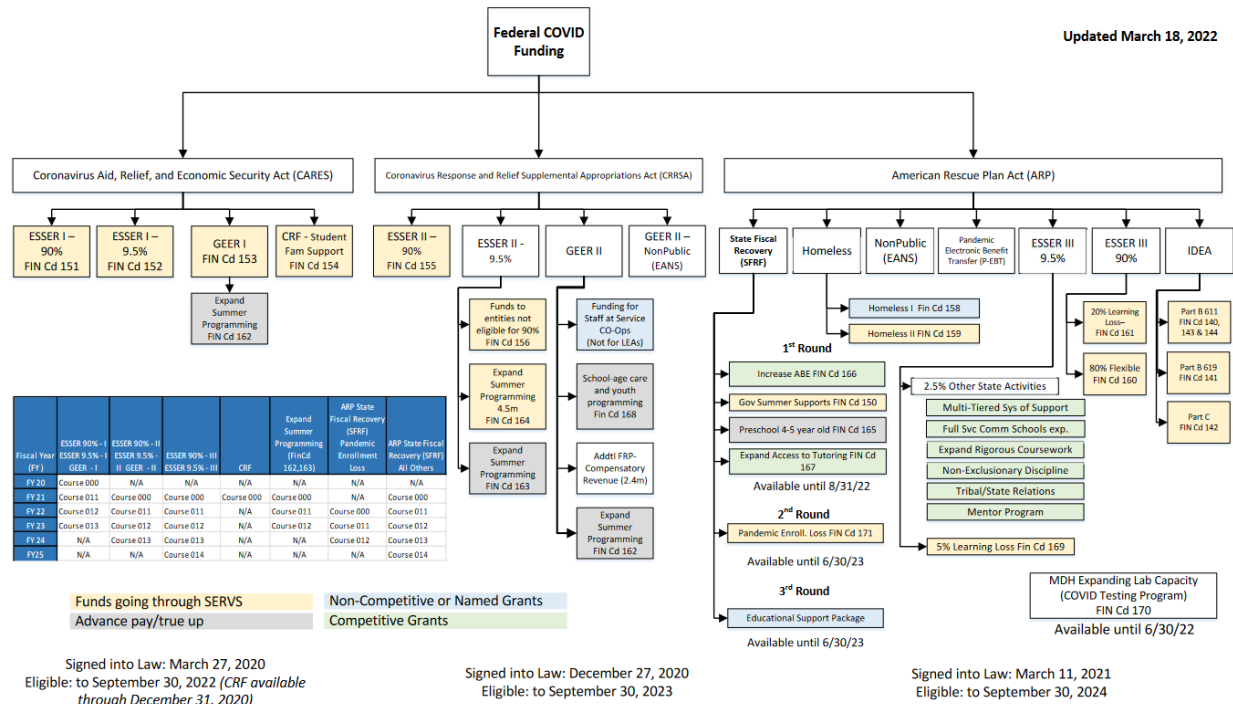 Federal COVID
Funding
Updated March 18, 2022
Coronavirus Aid, Relief, and Economic Security Act (CARES)
Coronavirus Response and Relief Supplemental Appropriations Act (CRRSA)
American Rescue Plan Act (ARP)
ESSER I –
90%
FIN Cd 151
ESSER I –
9.5%
FIN Cd 152
GEER I
FIN Cd 153
CRF - Student
Fam Support
FIN Cd 154
Expand
Summer
Programming
FIN Cd 162
ESSER II –
90%
FIN Cd 155
ESSER II -
9.5%
GEER II
GEER II –
NonPublic
(EANS)
Funds to
entities not
eligible for 90%
FIN Cd 156
Expand
Summer
Programming
4.5m
FIN Cd 164
Expand
Summer
Programming
FIN Cd 163
Funding for
Staff at Service
CO-Ops
(Not for LEAs)
School-age care
and youth
programming
Fin Cd 168
Addtl FRP-
Compensatory
Revenue (2.4m)
Expand
Summer
Programming
FIN Cd 162
State Fiscal
Recovery
(SFRF)
Homeless
NonPublic
(EANS)
Pandemic
Electronic Benefit
Transfer (P-EBT)
ESSER III
9.5%
ESSER III
90%
IDEA
Homeless I Fin Cd 158
Homeless II FIN Cd 159
1st Round
Increase ABE FIN Cd 166
Gov Summer Supports FIN Cd 150
Preschool 4-5 year old FIN Cd 165
Expand Access to Tutoring FIN Cd
167
Available until 8/31/22
2nd Round
Pandemic Enroll. Loss FIN Cd 171
Available until 6/30/23
3rd Round
Educational Support Package
Available until 6/30/23
20% Learning
Loss–
FIN Cd 161
80% Flexible
FIN Cd 160
Part B 611
FIN Cd 140,
143 & 144
Part B 619
FIN Cd 141
Part C
FIN Cd 142
2.5% Other State Activities
Multi-Tiered Sys of Support
Full Svc Comm Schools exp.
Expand Rigorous Coursework
Non-Exclusionary Discipline
Tribal/State Relations
Mentor Program
5% Learning Loss Fin Cd 169
MDH Expanding Lab Capacity
(COVID Testing Program)
FIN Cd 170
Available until 6/30/22
Fiscal Year (FY) ESSER 90% - I ESSER 9.5% - I GEER - I ESSER 90% - II ESSER 9.5% - II GEER - II ESSER 90% - III ESSER 9.5% - III CRF Expand Summer Programming (FinCd 162,163) ARP State Fiscal Recovery (SFRF) Pandemic Enrollment Loss ARP State Fiscal Recovery (SFRF) All Others
FY 20 Course 000 N/A N/A N/A N/A N/A N/A
FY 21 Course 011 Course 000 Course 000 Course 000 Course 000 N/A Course 000
FY 22 Course 012 Course 011 Course 011 N/A Course 011 Course 000 Course 011
FY 23 Course 013 Course 012 Course 012 N/A Course 012 Course 011 Course 012
FY 24 N/A Course 013 Course 013 N/A N/A Course 012 Course 013
FY25 N/A N/A Course 014 N/A N/A N/A Course 014
Funds going through SERVS
Non-Competitive or Named Grants
Advance pay/true up
Competitive Grants
Signed into Law: March 27, 2020
Eligible: to September 30, 2022 (CRF available
through December 31, 2020)
Signed into Law: December 27, 2020
Eligible: to September 30, 2023
Signed into Law: March 11, 2021
Eligible: to September 30, 2024